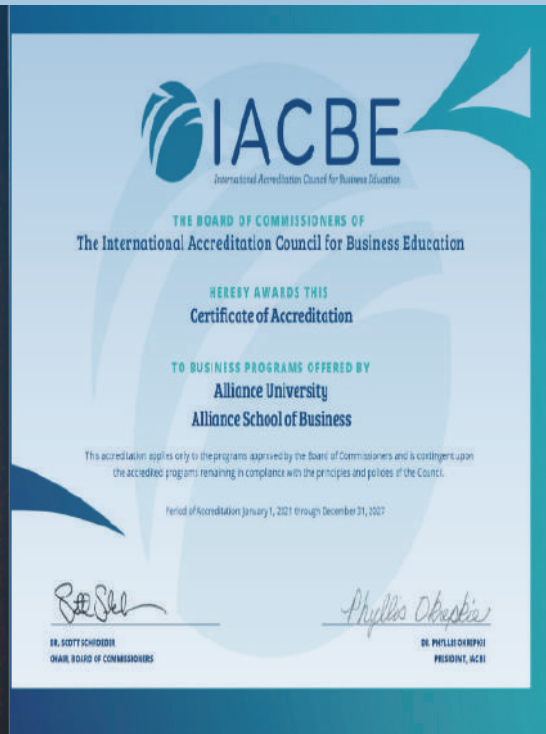 IACBE
International Accreditation Council for Business Education
THE BOARD OF COMMISSIONERS OF
The International Accreditation Council for Business Education
HEREBY AWARDS THIS
Certificate of Accreditation
TO BUSINESS PROGRAMS OFFERED BY
Alliance University
Alliance School of Business
This accreditation applies only to the programs approved by the Board of Commissioners and is contingent upon
the accredited programs remaining in compliance with the principles and policies of the Council.
Period of Accreditation: January 1, 2021 through December 31, 2027
Phyllis Okrepkie
DR. SCOTT SCHROEDER
DR. PHYLLIS OKREPKIE
CHAIR, BOARD OF COMMISSIONERS
PRESIDENT, IACBE